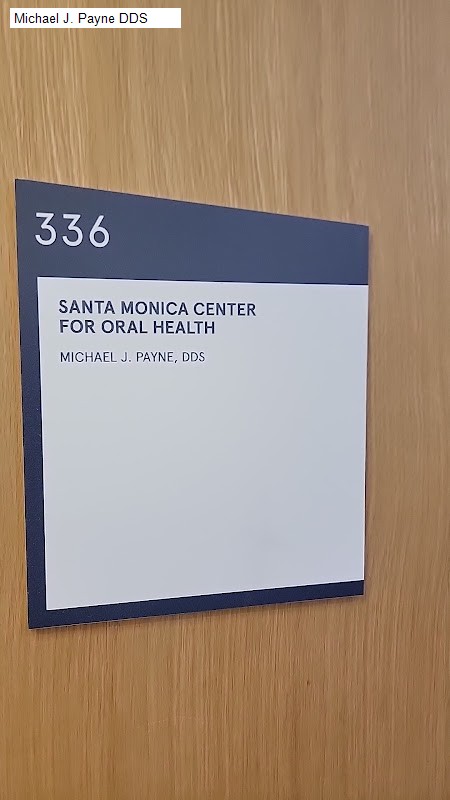 Michael J. Payne DDS
336
SANTA MONICA CENTER
FOR ORAL HEALTH
MICHAEL J. PAYNE, DDS